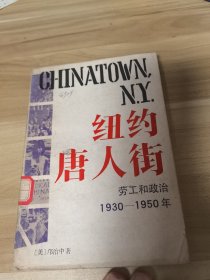 CHINATOWN,
N.Y.
纽约
唐人街
劳工和政治
1930—1950年
〔美〕邝治中著